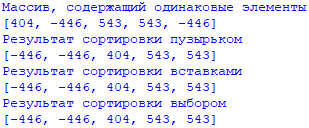 Массив, содержащий одинаковые элементы
[404, -446, 543, 543, -446]
Результат сортировки пузырьком
[-446, -446, 404, 543, 543]
Результат сортировки вставками
[-446, -446, 404, 543, 543]
Результат сортировки выбором
[-446, -446, 404, 543, 543]